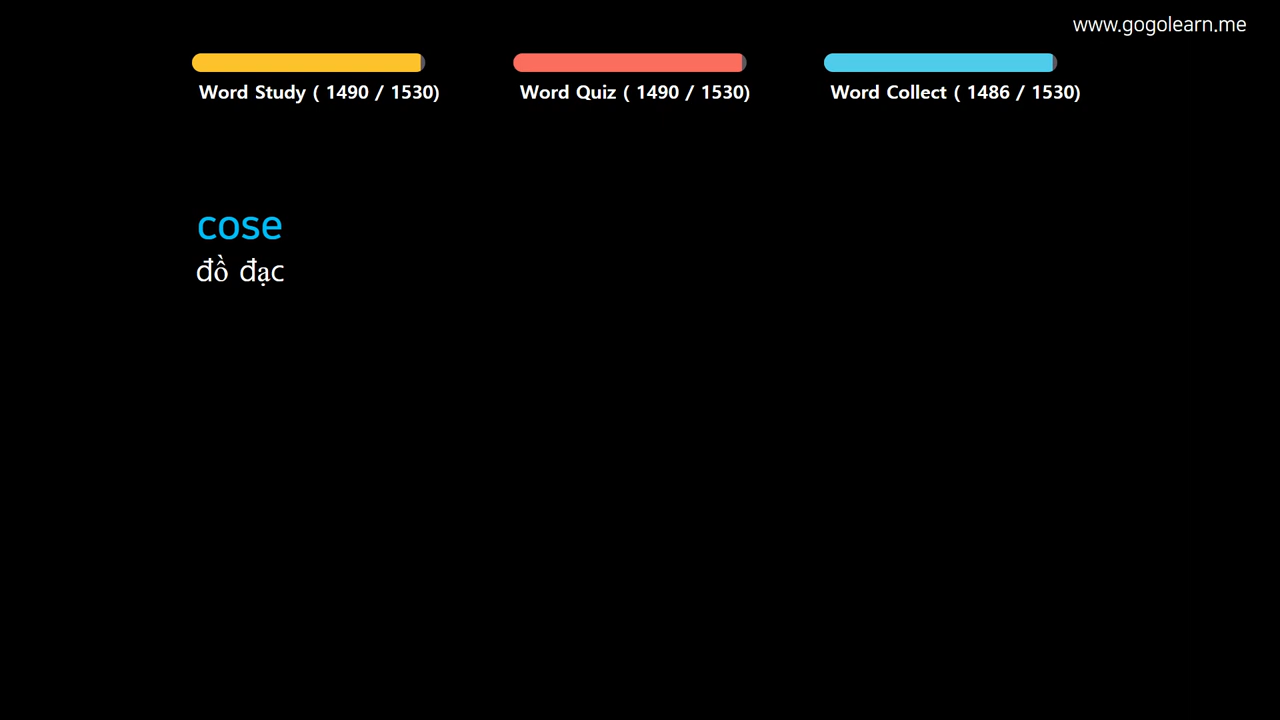 www.gogolearn.me
Word Study ( 1490 / 1530)
Word Quiz ( 1490 / 1530)
Word Collect ( 1486 / 1530)
cose
đồ đạc